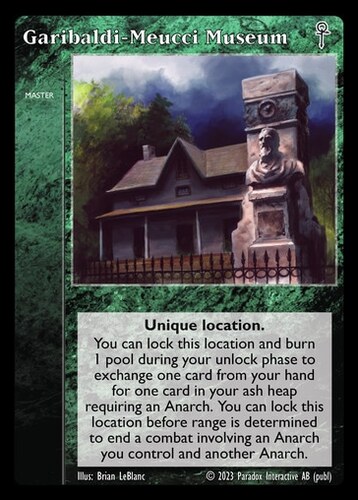 Garibaldi-Meucci Museum
MASTER
Unique location.
You can lock this location and burn
1 pool during your unlock phase to
exchange one card from your hand
for one card in your ash heap
requiring an Anarch. You can lock this
location before range is determined
to end a combat involving an Anarch
you control and another Anarch.
Illus: Brian LeBlanc
© 2023 Paradox Interactive AB (publ)